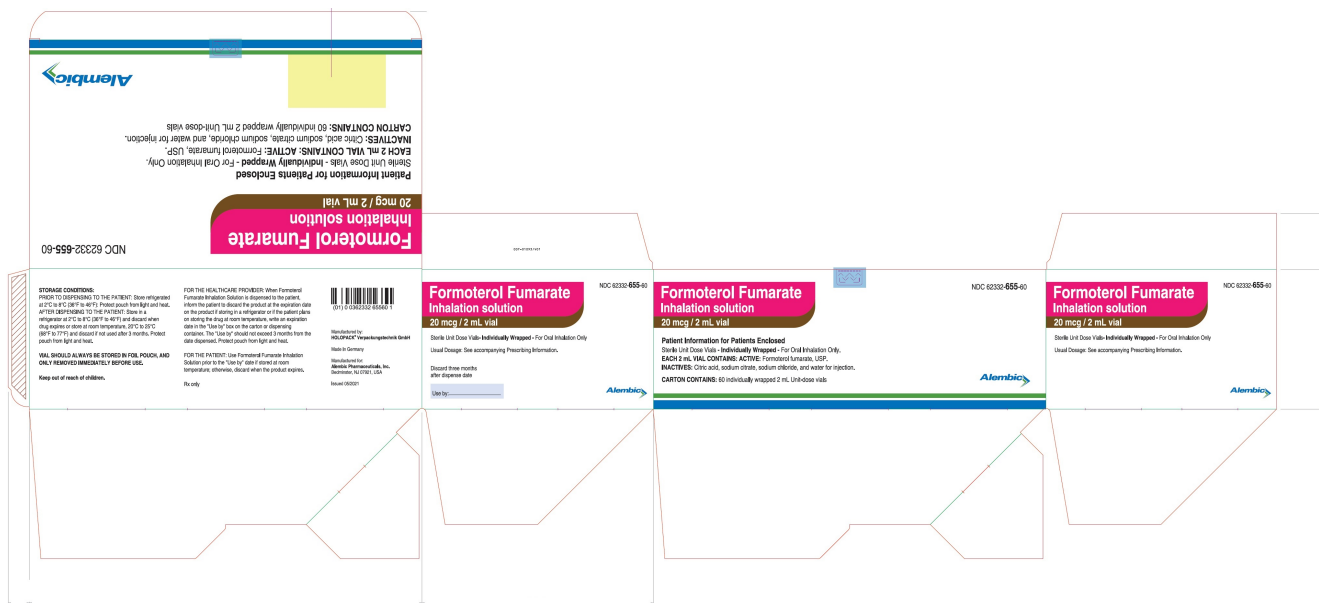 Alembic
CARTON CONTAINS: 60 individually wrapped 2 mL Unit-dose vials
INACTIVES: Citric acid, sodium citrate, sodium chloride, and water for injection.
EACH 2 mL VIAL CONTAINS: ACTIVE: Formoterol fumarate, USP.
Sterile Unit Dose Vials - Individually Wrapped - For Oral Inhalation Only.
Patient Information for Patients Enclosed
20 mcg / 2 mL vial
Inhalation solution
Formoterol Fumarate
NDC 62332-655-60
STORAGE CONDITIONS:
PRIOR TO DISPENSING TO THE PATIENT: Store refrigerated
at 2°C to 8°C (36°F to 46°F). Protect pouch from light and heat.
AFTER DISPENSING TO THE PATIENT: Store in a
refrigerator at 2°C to 8°C (36°F to 46°F) and discard when
drug expires or store at room temperature, 20°C to 25°C
(68°F to 77°F) and discard if not used after 3 months. Protect
pouch from light and heat.
VIAL SHOULD ALWAYS BE STORED IN FOIL POUCH, AND
ONLY REMOVED IMMEDIATELY BEFORE USE.
Keep out of reach of children.
FOR THE HEALTHCARE PROVIDER: When Formoterol
Fumarate Inhalation Solution is dispensed to the patient,
inform the patient to discard the product at the expiration date
on the product if storing in a refrigerator or if the patient plans
on storing the drug at room temperature, write an expiration
date in the "Use by" box on the carton or dispensing
container. The "Use by" should not exceed 3 months from the
date dispensed. Protect pouch from light and heat.
FOR THE PATIENT: Use Formoterol Fumarate Inhalation
Solution prior to the "Use by" date if stored at room
temperature; otherwise, discard when the product expires.
Rx only
(01) 0 0362332 65560 1
Manufactured by:
HOLOPACK® Verpackungstechnik GmbH
Made in Germany
Manufactured for:
Alembic Pharmaceuticals, Inc.
Bedminster, NJ 07921, USA
Issued 08/2021
NDC 62332-655-60
Formoterol Fumarate
Inhalation solution
20 mcg / 2 mL vial
Sterile Unit Dose Vials- Individually Wrapped - For Oral Inhalation Only
Usual Dosage: See accompanying Prescribing Information.
Discard three months
after dispense date
Use by:
Alembic
NDC 62332-655-60
Formoterol Fumarate
Inhalation solution
20 mcg / 2 mL vial
Patient Information for Patients Enclosed
Sterile Unit Dose Vials - Individually Wrapped - For Oral Inhalation Only.
EACH 2 mL VIAL CONTAINS: ACTIVE: Formoterol fumarate, USP.
INACTIVES: Citric acid, sodium citrate, sodium chloride, and water for injection.
CARTON CONTAINS: 60 individually wrapped 2 mL Unit-dose vials
Alembic
NDC 62332-655-60
Formoterol Fumarate
Inhalation solution
20 mcg / 2 mL vial
Sterile Unit Dose Vials- Individually Wrapped - For Oral Inhalation Only
Usual Dosage: See accompanying Prescribing Information.
Alembic